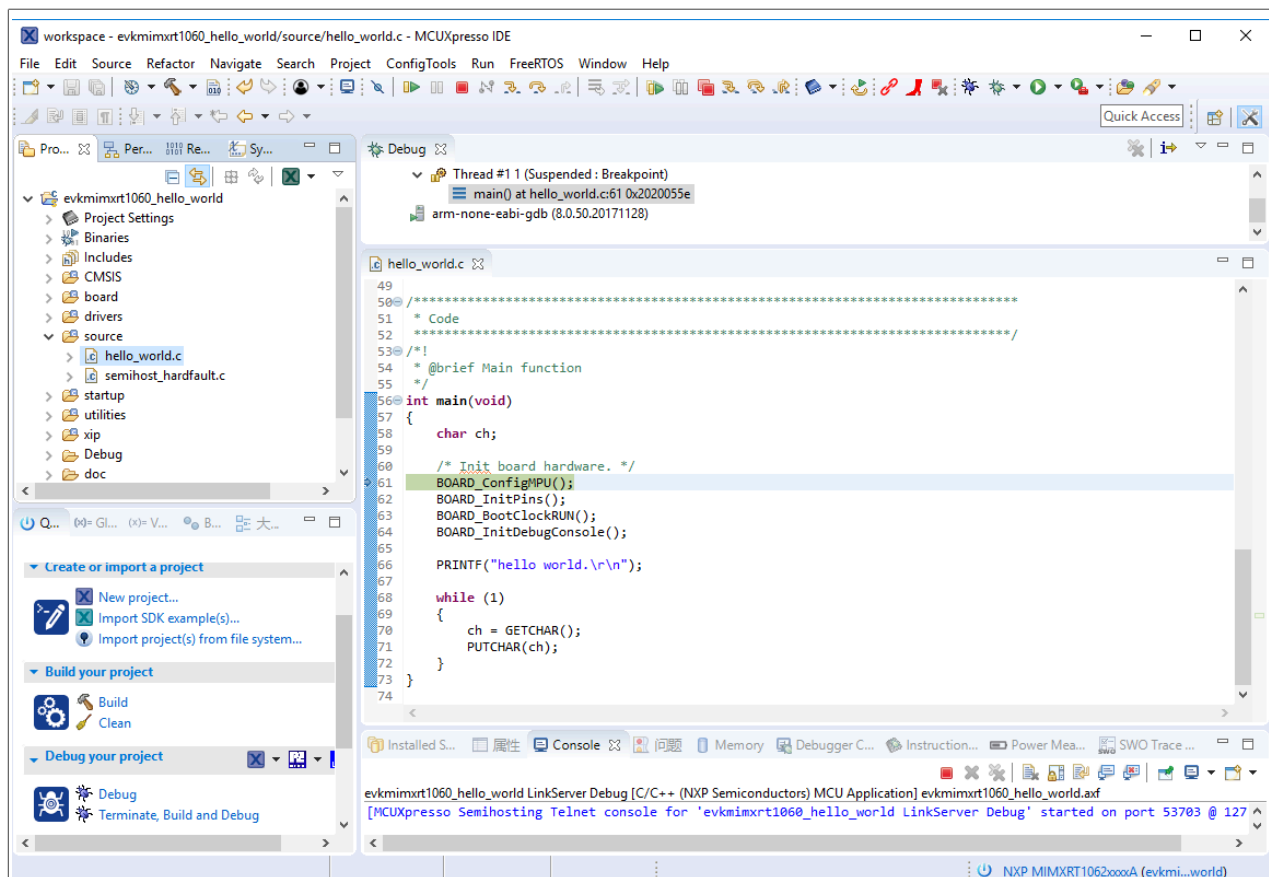 workspace - evkmimxrt1060_hello_world/source/hello_world.c - MCUXpresso IDE
File Edit Source Refactor Navigate Search Project ConfigTools Run FreeRTOS Window Help
Quick Access
Pro... Per... Re... Sy...
evkmimxrt1060_hello_world
Project Settings
Binaries
Includes
CMSIS
board
drivers
source
hello_world.c
semihost_hardfault.c
startup
utilities
xip
Debug
doc
Debug
Thread #1 1 (Suspended : Breakpoint)
main() at hello_world.c:61 0x2020055e
arm-none-eabi-gdb (8.0.50.20171128)
hello_world.c
49
50 /*******************************************************************************
51 * Code
52 ******************************************************************************/
53 /*!
54 * @brief Main function
55 */
56 int main(void)
57 {
58 char ch;
59
60 /* Init board hardware. */
61 BOARD_ConfigMPU();
62 BOARD_InitPins();
63 BOARD_BootClockRUN();
64 BOARD_InitDebugConsole();
65
66 PRINTF("hello world.\r\n");
67
68 while (1)
69 {
70 ch = GETCHAR();
71 PUTCHAR(ch);
72 }
73 }
74
Q... (x)= Gl... (x)= V... B... 大...
Create or import a project
New project...
Import SDK example(s)...
Import project(s) from file system...
Build your project
Build
Clean
Debug your project
Debug
Terminate, Build and Debug
Installed S... 属性 Console 问题 Memory Debugger C... Instruction... Power Mea... SWO Trace ...
evkmimxrt1060_hello_world LinkServer Debug [C/C++ (NXP Semiconductors) MCU Application] evkmimxrt1060_hello_world.axf
[MCUXpresso Semihosting Telnet console for 'evkmimxrt1060_hello_world LinkServer Debug' started on port 53703 @ 127
NXP MIMXRT1062xxxxA (evkmi...world)